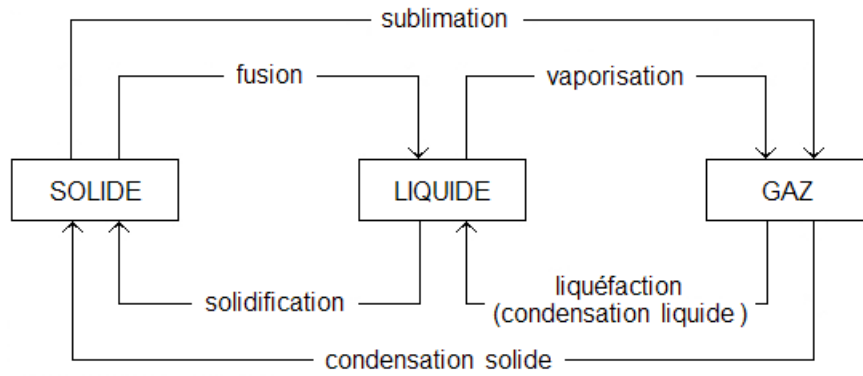 sublimation
fusion
vaporisation
SOLIDE
LIQUIDE
GAZ
solidification
liquéfaction
(condensation liquide )
condensation solide